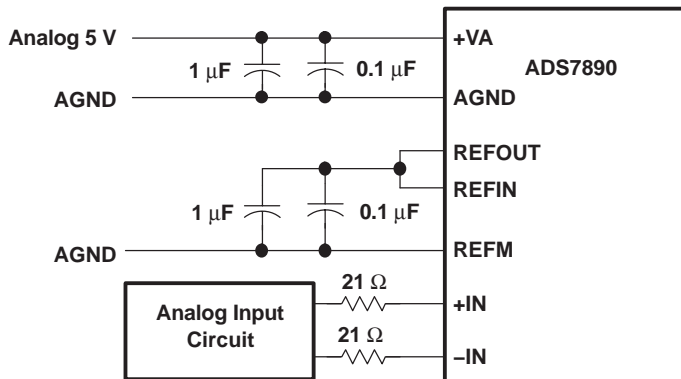 Analog 5 V
+VA
1 μF
0.1 μF
ADS7890
AGND
AGND
REFOUT
REFIN
1 μF
0.1 μF
AGND
REFM
21 Ω
+IN
Analog Input
Circuit
21 Ω
−IN